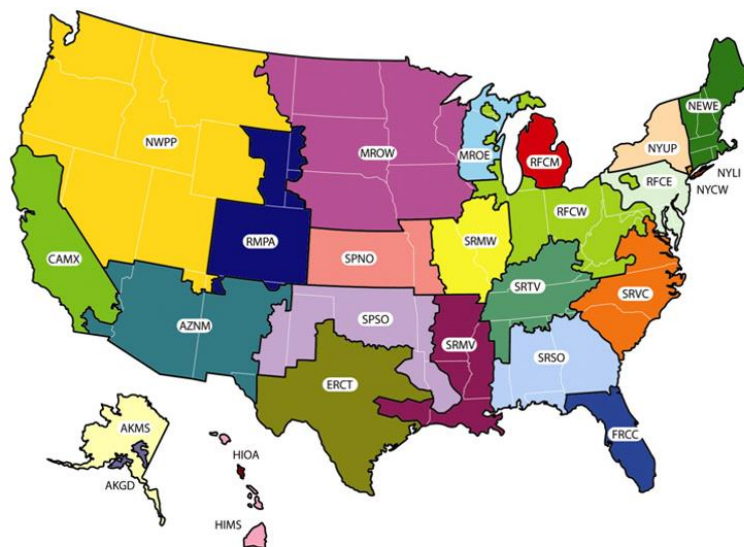 NEWE
NWPP
MROW
MROE
RFCM
NYUP
NYLI
RFCE
NYCW
RFCW
SRMW
RMPA
SPNO
CAMX
SRTV
SRVC
AZNM
SPSO
SRMV
SRSO
ERCT
FRCC
AKMS
HIOA
AKGD
HIMS